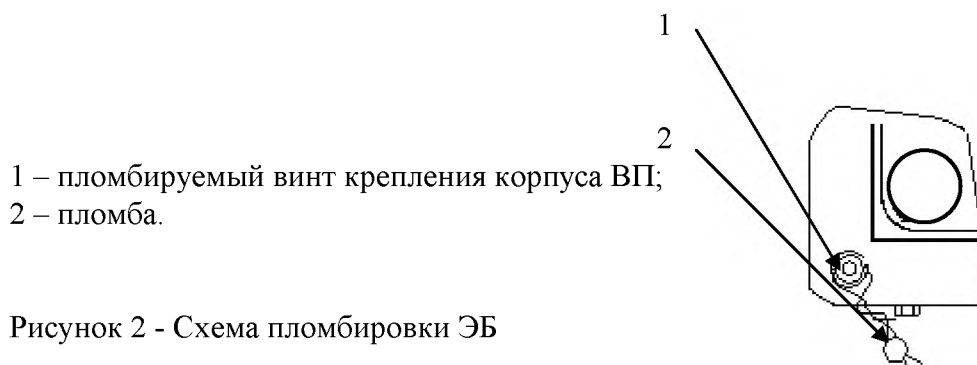 1
2
1 – пломбируемый винт крепления корпуса ВП;
2 – пломба.
Рисунок 2 - Схема пломбировки ЭБ